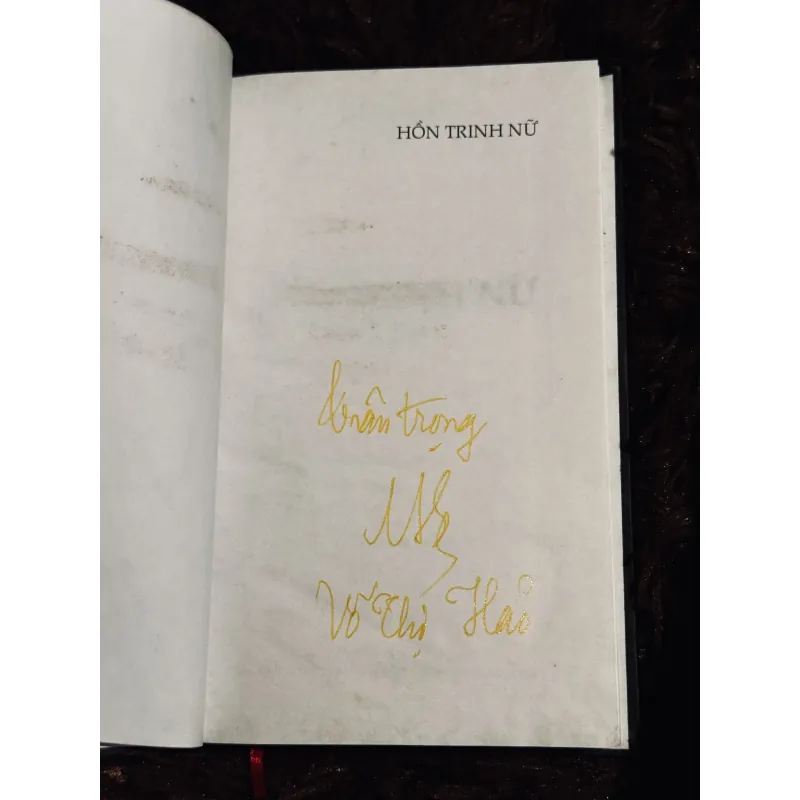 HỒN TRINH NỮ
trân trọng
Võ Thị Hảo